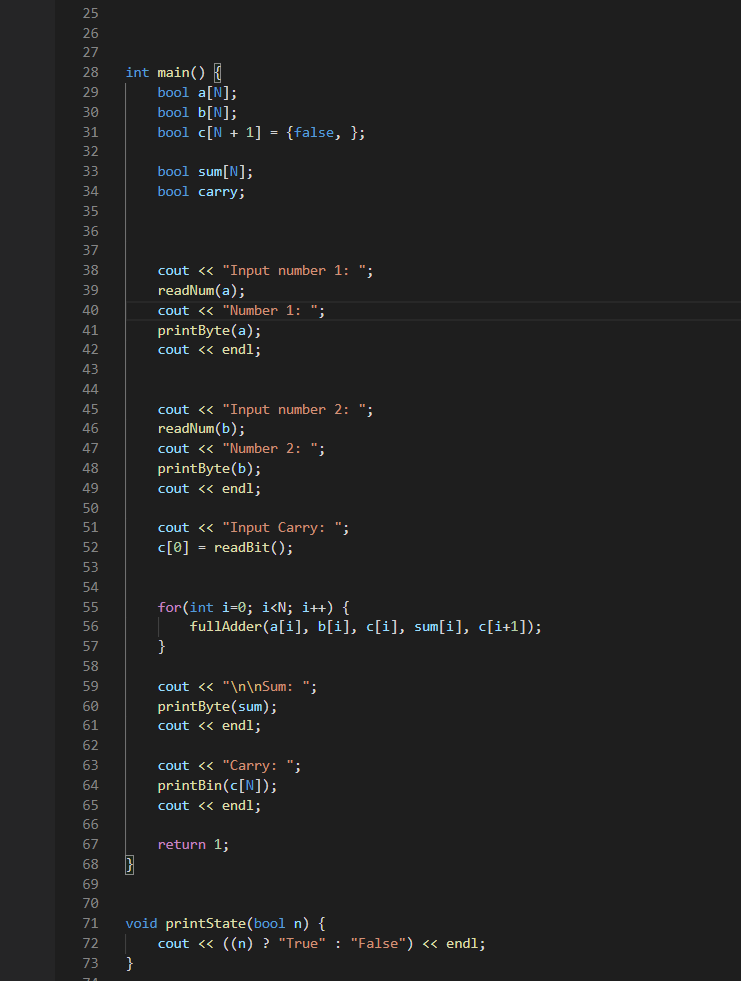 25
26
27
28 int main() {
29     bool a[N];
30     bool b[N];
31     bool c[N + 1] = {false, };
32
33     bool sum[N];
34     bool carry;
35
36
37
38     cout << "Input number 1: ";
39     readNum(a);
40     cout << "Number 1: ";
41     printByte(a);
42     cout << endl;
43
44
45     cout << "Input number 2: ";
46     readNum(b);
47     cout << "Number 2: ";
48     printByte(b);
49     cout << endl;
50
51     cout << "Input Carry: ";
52     c[0] = readBit();
53
54
55     for(int i=0; i<N; i++) {
56         fullAdder(a[i], b[i], c[i], sum[i], c[i+1]);
57     }
58
59     cout << "\n\nSum: ";
60     printByte(sum);
61     cout << endl;
62
63     cout << "Carry: ";
64     printBin(c[N]);
65     cout << endl;
66
67     return 1;
68 }
69
70
71 void printState(bool n) {
72     cout << ((n) ? "True" : "False") << endl;
73 }